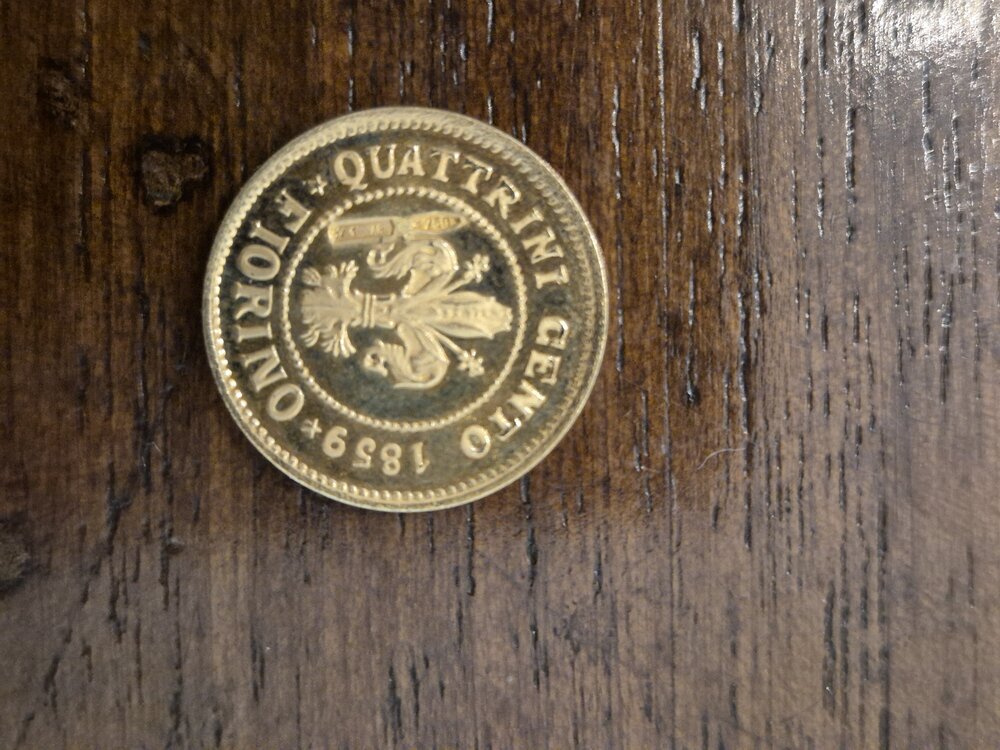 QUATTRINI CENTO 1859
FIORINO